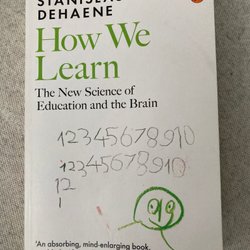 STANISLAS
DEHAENE
How We
Learn
The New Science of
Education and the Brain
12345678910
12345678910
12
1
'An absorbing, mind-enlarging book,